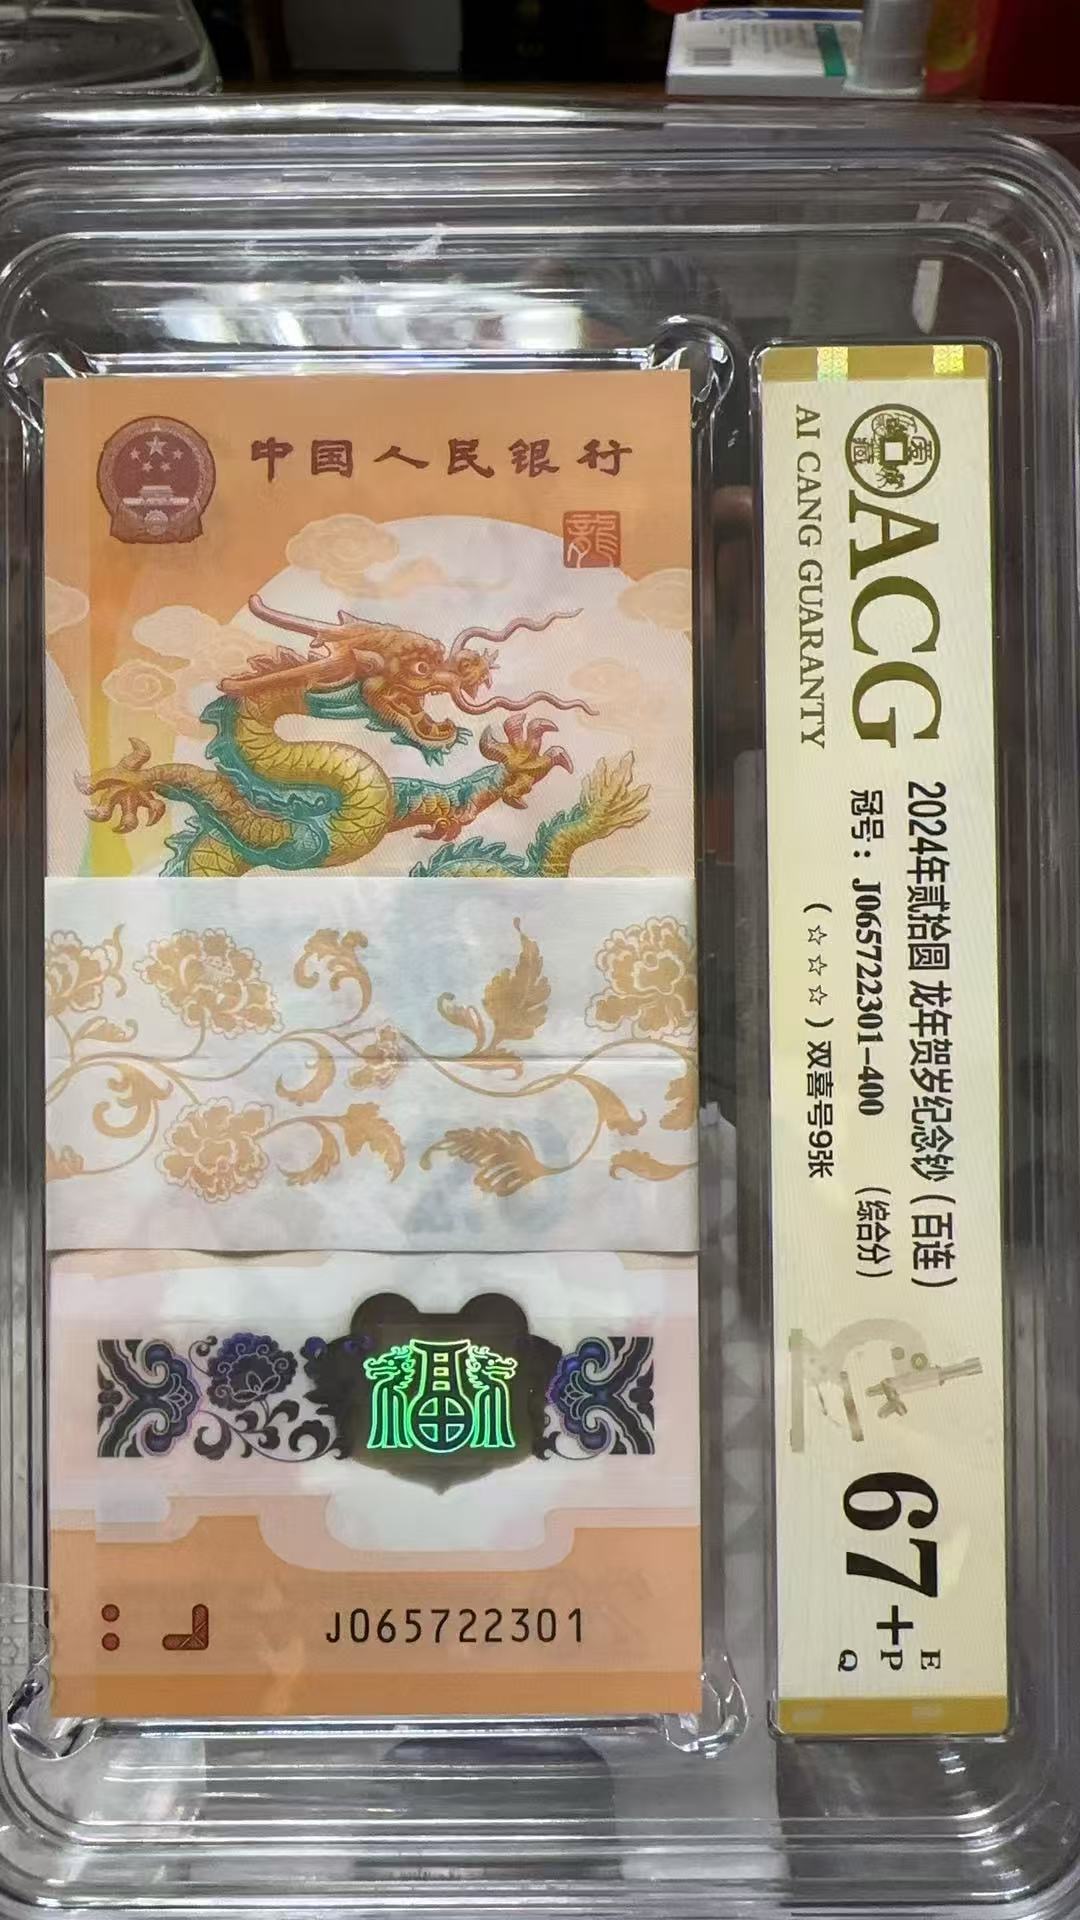 中国人民银行
龍
J065722301
ACG
AI CANG GUARANTY
2024年贰拾圆 龙年贺岁纪念钞（百连）
冠号：J065722301-400 （综合分）
（☆☆☆）双喜号9张
67+
E
P
Q